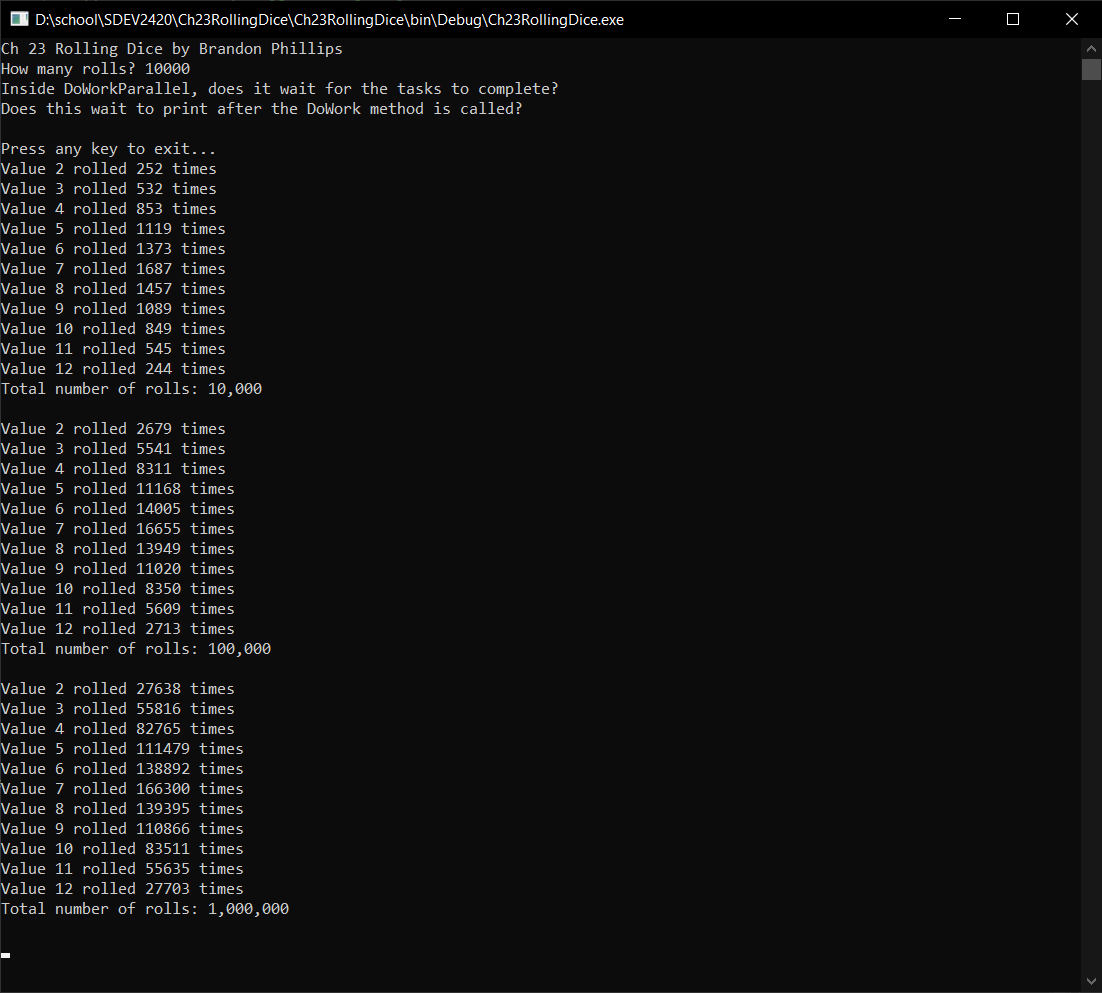 D:\school\SDEV2420\Ch23RollingDice\Ch23RollingDice\bin\Debug\Ch23RollingDice.exe
Ch 23 Rolling Dice by Brandon Phillips
How many rolls? 10000
Inside DoWorkParallel, does it wait for the tasks to complete?
Does this wait to print after the DoWork method is called?
Press any key to exit...
Value 2 rolled 252 times
Value 3 rolled 532 times
Value 4 rolled 853 times
Value 5 rolled 1119 times
Value 6 rolled 1373 times
Value 7 rolled 1687 times
Value 8 rolled 1457 times
Value 9 rolled 1089 times
Value 10 rolled 849 times
Value 11 rolled 545 times
Value 12 rolled 244 times
Total number of rolls: 10,000
Value 2 rolled 2679 times
Value 3 rolled 5541 times
Value 4 rolled 8311 times
Value 5 rolled 11168 times
Value 6 rolled 14005 times
Value 7 rolled 16655 times
Value 8 rolled 13949 times
Value 9 rolled 11020 times
Value 10 rolled 8350 times
Value 11 rolled 5609 times
Value 12 rolled 2713 times
Total number of rolls: 100,000
Value 2 rolled 27638 times
Value 3 rolled 55816 times
Value 4 rolled 82765 times
Value 5 rolled 111479 times
Value 6 rolled 138892 times
Value 7 rolled 166300 times
Value 8 rolled 139395 times
Value 9 rolled 110866 times
Value 10 rolled 83511 times
Value 11 rolled 55635 times
Value 12 rolled 27703 times
Total number of rolls: 1,000,000